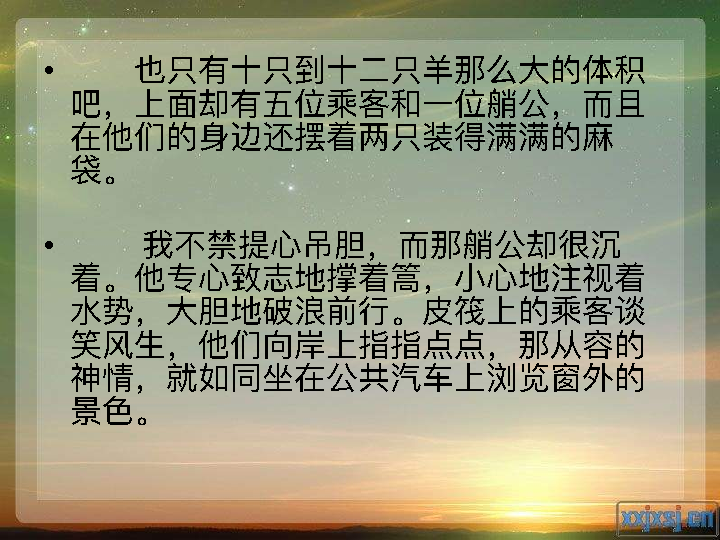 • 也只有十只到十二只羊那么大的体积
吧，上面却有五位乘客和一位艄公，而且
在他们的身边还摆着两只装得满满的麻
袋。
• 我不禁提心吊胆，而那艄公却很沉
着。他专心致志地撑着篙，小心地注视着
水势，大胆地破浪前行。皮筏上的乘客谈
笑风生，他们向岸上指指点点，那从容的
神情，就如同坐在公共汽车上浏览窗外的
景色。
xxjxsj.cn